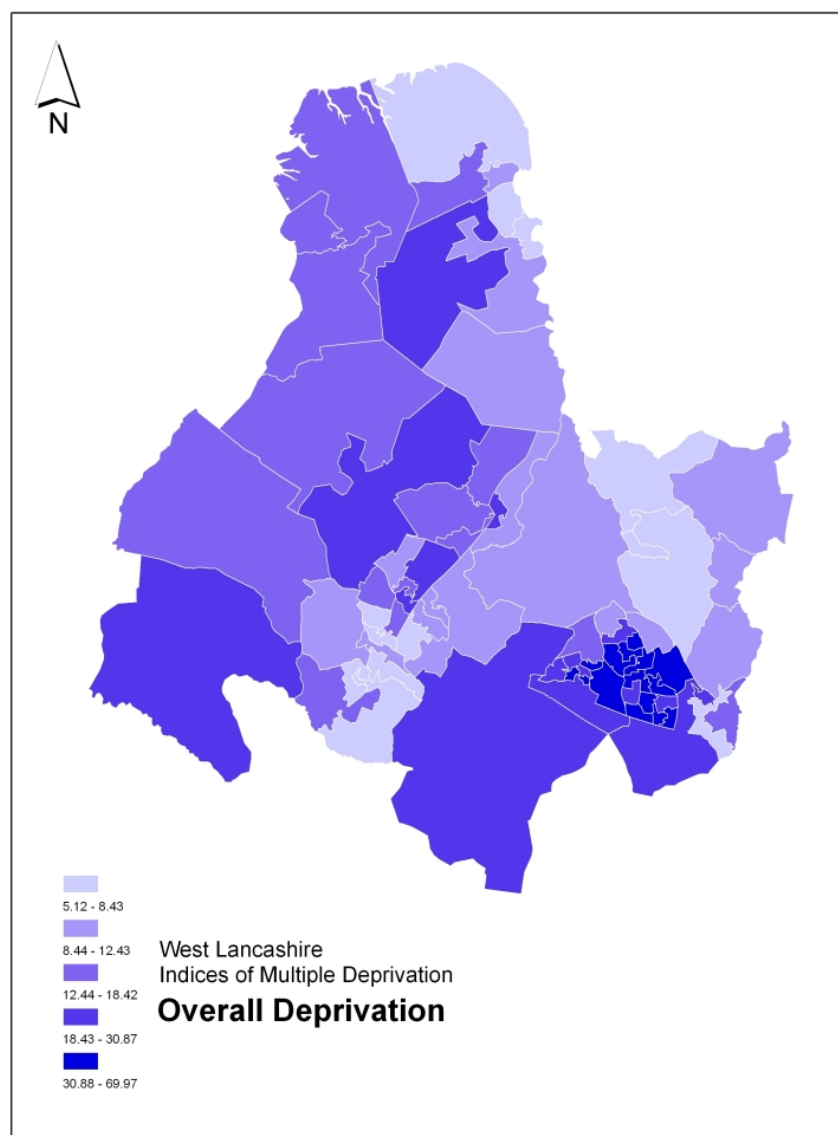 N
5.12 - 8.43
8.44 - 12.43
12.44 - 18.42
18.43 - 30.87
30.88 - 69.97
West Lancashire
Indices of Multiple Deprivation
Overall Deprivation